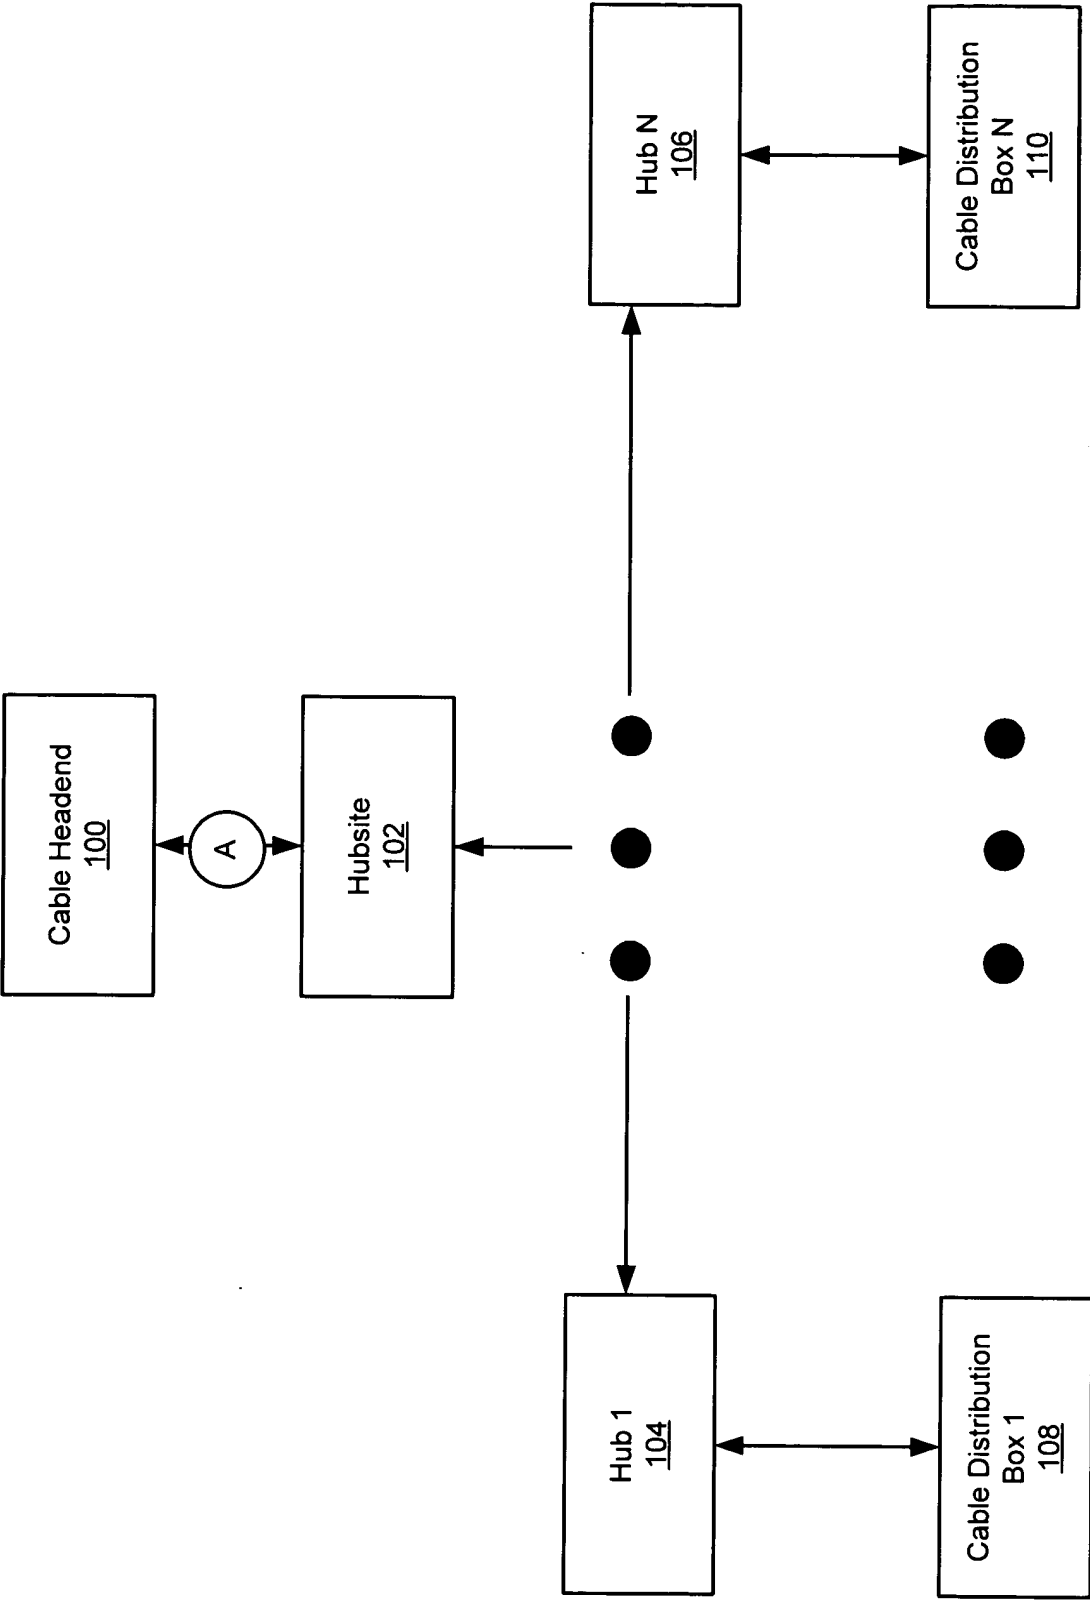 Cable Headend
100
A
Hubsite
102
Hub 1
104
Hub N
106
Cable Distribution
Box 1
108
Cable Distribution
Box N
110